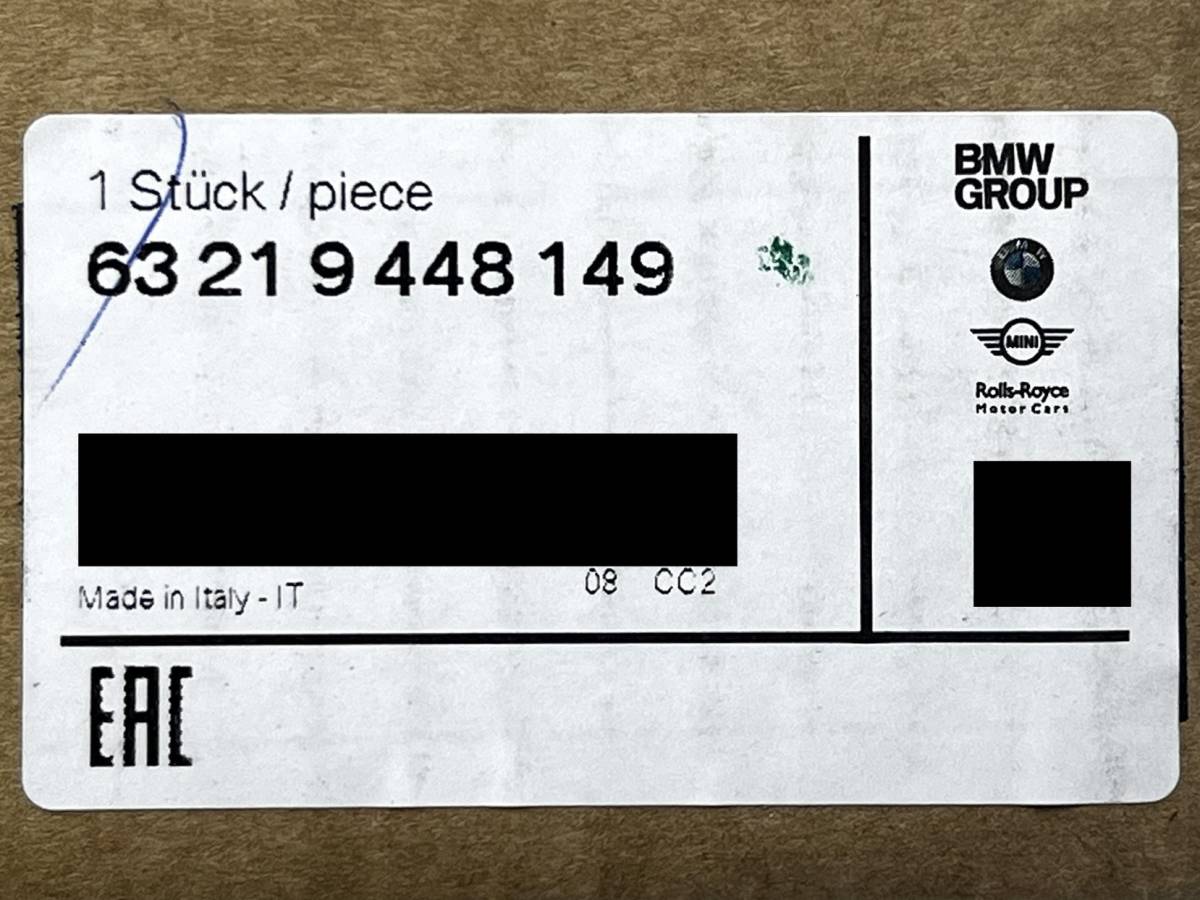 1 Stück / piece
63 21 9 448 149
08 CC2
Made in Italy - IT
EAC
BMW
GROUP
BMW
MINI
Rolls-Royce
Motor Cars